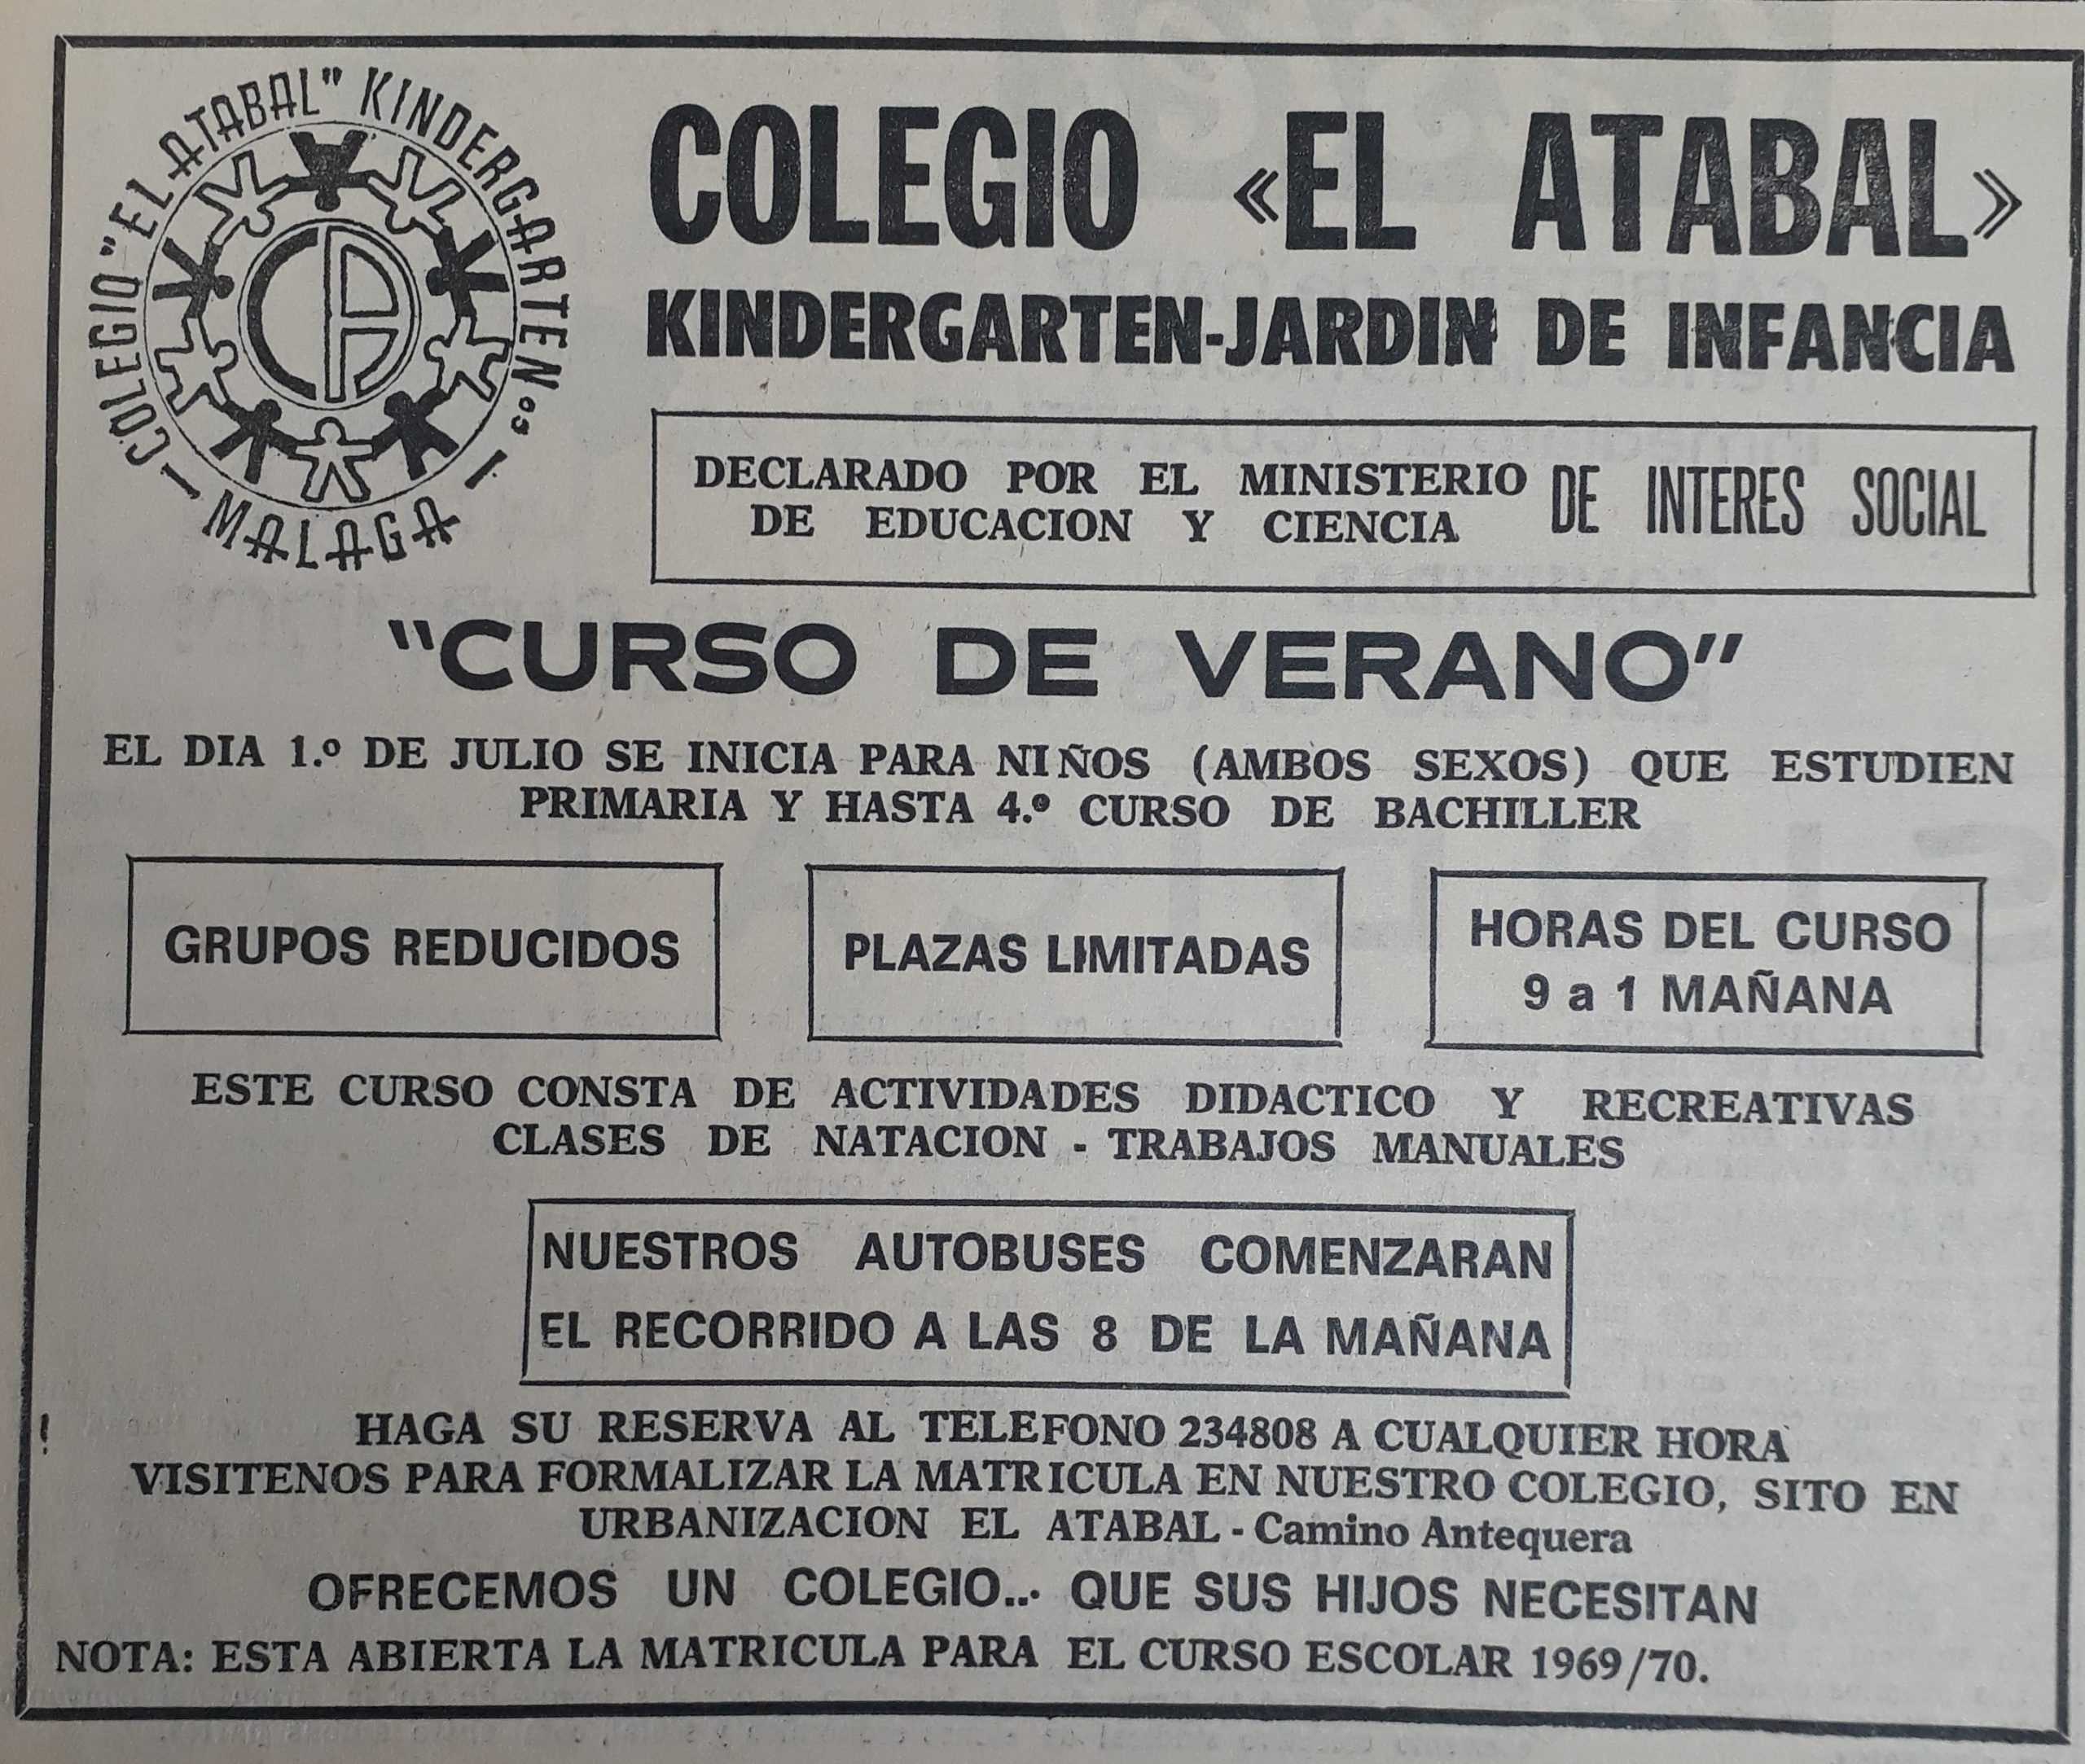 COLEGIO "EL ATABAL" KINDERGARTEN
— MALAGA —
CA
COLEGIO «EL ATABAL»
KINDERGARTEN-JARDIN DE INFANCIA
DECLARADO POR EL MINISTERIO
DE EDUCACION Y CIENCIA
DE INTERES SOCIAL
"CURSO DE VERANO"
EL DIA 1.º DE JULIO SE INICIA PARA NIÑOS (AMBOS SEXOS) QUE ESTUDIEN
PRIMARIA Y HASTA 4.º CURSO DE BACHILLER
GRUPOS REDUCIDOS
PLAZAS LIMITADAS
HORAS DEL CURSO
9 a 1 MAÑANA
ESTE CURSO CONSTA DE ACTIVIDADES DIDACTICO Y RECREATIVAS
CLASES DE NATACION - TRABAJOS MANUALES
NUESTROS AUTOBUSES COMENZARAN
EL RECORRIDO A LAS 8 DE LA MAÑANA
HAGA SU RESERVA AL TELEFONO 234808 A CUALQUIER HORA
VISITENOS PARA FORMALIZAR LA MATRICULA EN NUESTRO COLEGIO, SITO EN
URBANIZACION EL ATABAL - Camino Antequera
OFRECEMOS UN COLEGIO... QUE SUS HIJOS NECESITAN
NOTA: ESTA ABIERTA LA MATRICULA PARA EL CURSO ESCOLAR 1969/70.